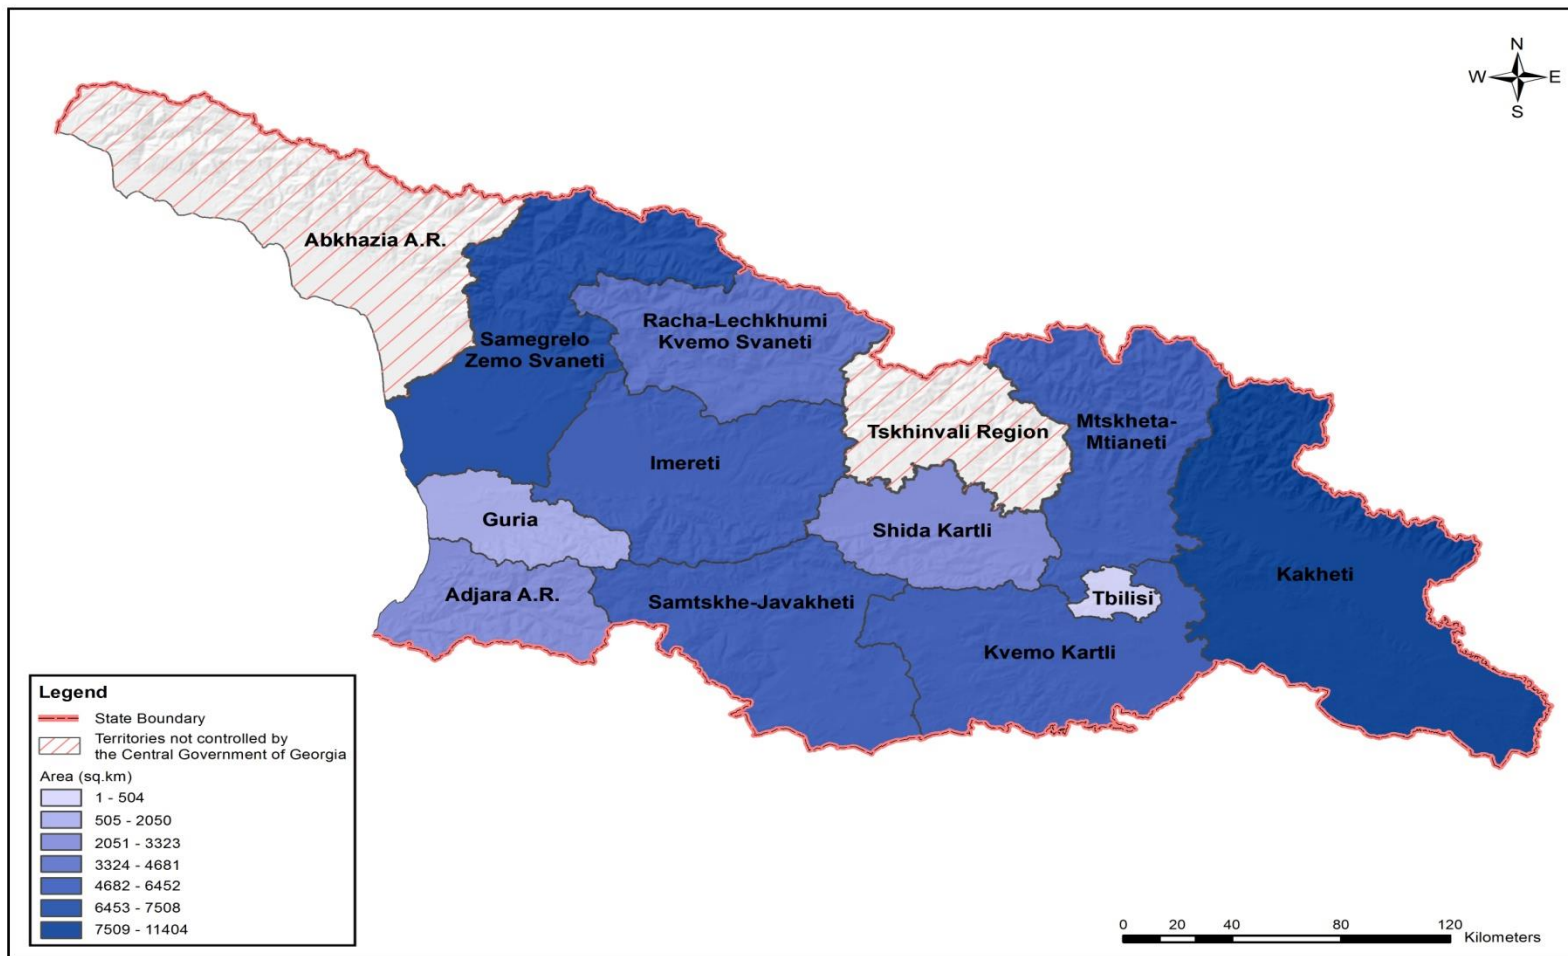 N
W E
S
Abkhazia A.R.
Samegrelo
Zemo Svaneti
Racha-Lechkhumi
Kvemo Svaneti
Tskhinvali Region
Mtskheta-
Mtianeti
Imereti
Guria
Shida Kartli
Kakheti
Adjara A.R.
Samtskhe-Javakheti
Tbilisi
Kvemo Kartli
Legend
State Boundary
Territories not controlled by
the Central Government of Georgia
Area (sq.km)
1 - 504
505 - 2050
2051 - 3323
3324 - 4681
4682 - 6452
6453 - 7508
7509 - 11404
0 20 40 80 120
Kilometers